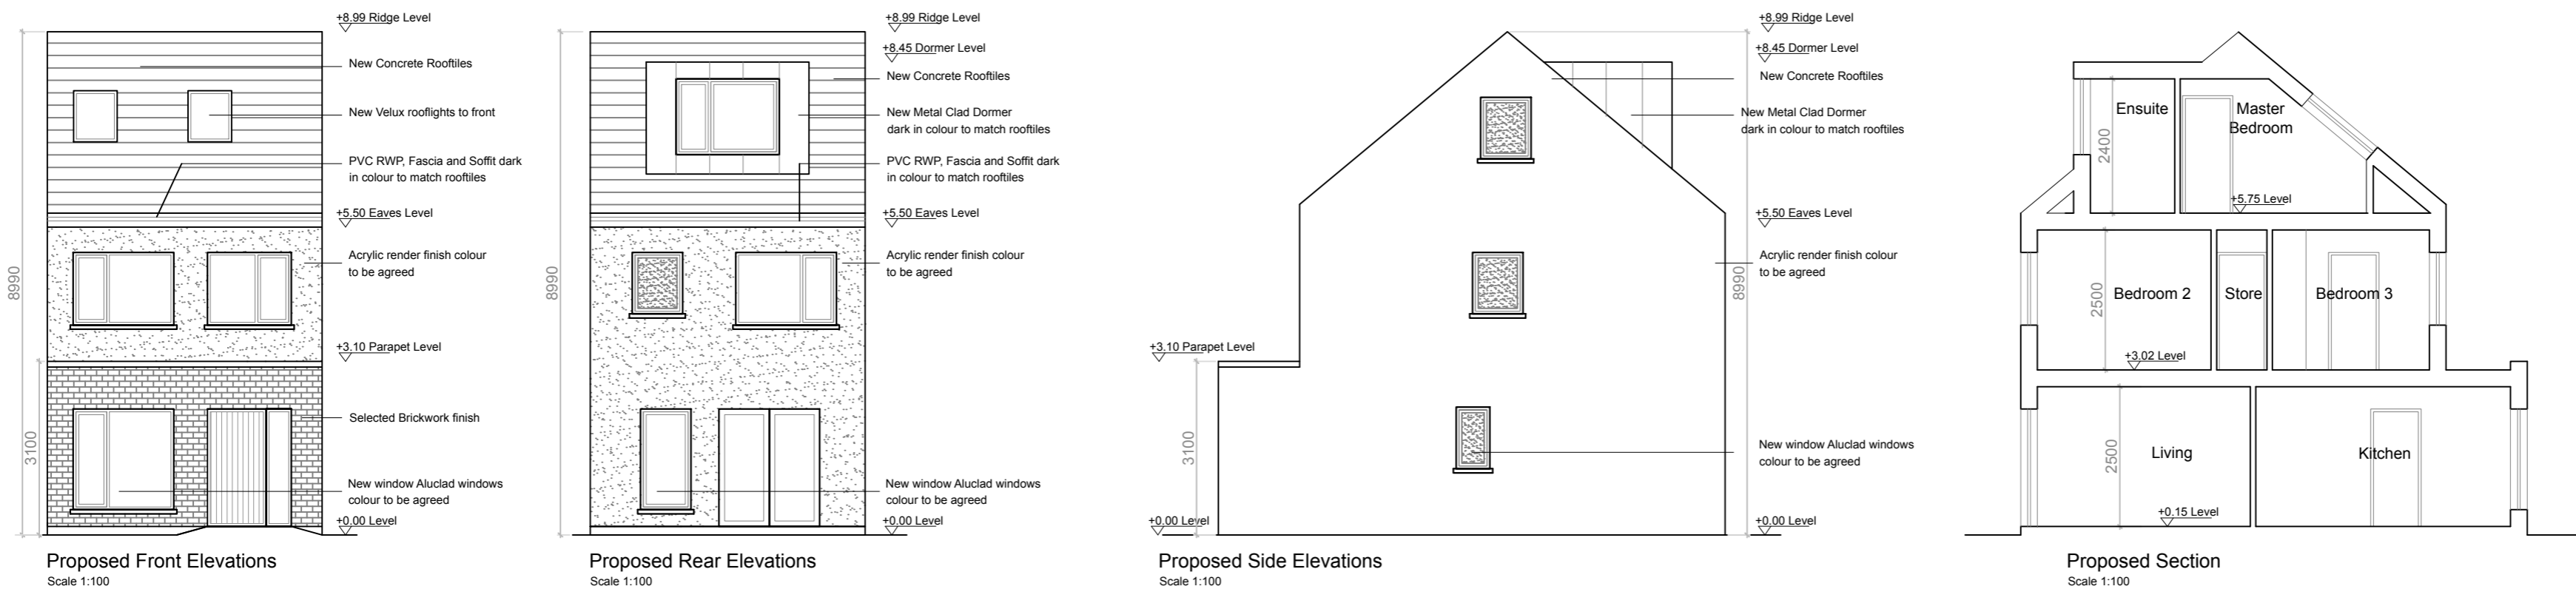 +8.99 Ridge Level
New Concrete Rooftiles
New Velux rooflights to front
PVC RWP, Fascia and Soffit dark
in colour to match rooftiles
+5.50 Eaves Level
Acrylic render finish colour
to be agreed
8990
+3.10 Parapet Level
Selected Brickwork finish
3100
New window Aluclad windows
colour to be agreed
+0.00 Level
Proposed Front Elevations
Scale 1:100
+8.99 Ridge Level
+8.45 Dormer Level
New Concrete Rooftiles
New Metal Clad Dormer
dark in colour to match rooftiles
PVC RWP, Fascia and Soffit dark
in colour to match rooftiles
+5.50 Eaves Level
Acrylic render finish colour
to be agreed
8990
New window Aluclad windows
colour to be agreed
+0.00 Level
Proposed Rear Elevations
Scale 1:100
+8.99 Ridge Level
+8.45 Dormer Level
New Concrete Rooftiles
New Metal Clad Dormer
dark in colour to match rooftiles
+5.50 Eaves Level
Acrylic render finish colour
to be agreed
8990
+3.10 Parapet Level
3100
New window Aluclad windows
colour to be agreed
+0.00 Level
+0.00 Level
Proposed Side Elevations
Scale 1:100
Ensuite
Master
Bedroom
2400
+5.75 Level
Bedroom 2
Store
Bedroom 3
2500
+3.02 Level
Living
Kitchen
2500
+0.15 Level
Proposed Section
Scale 1:100